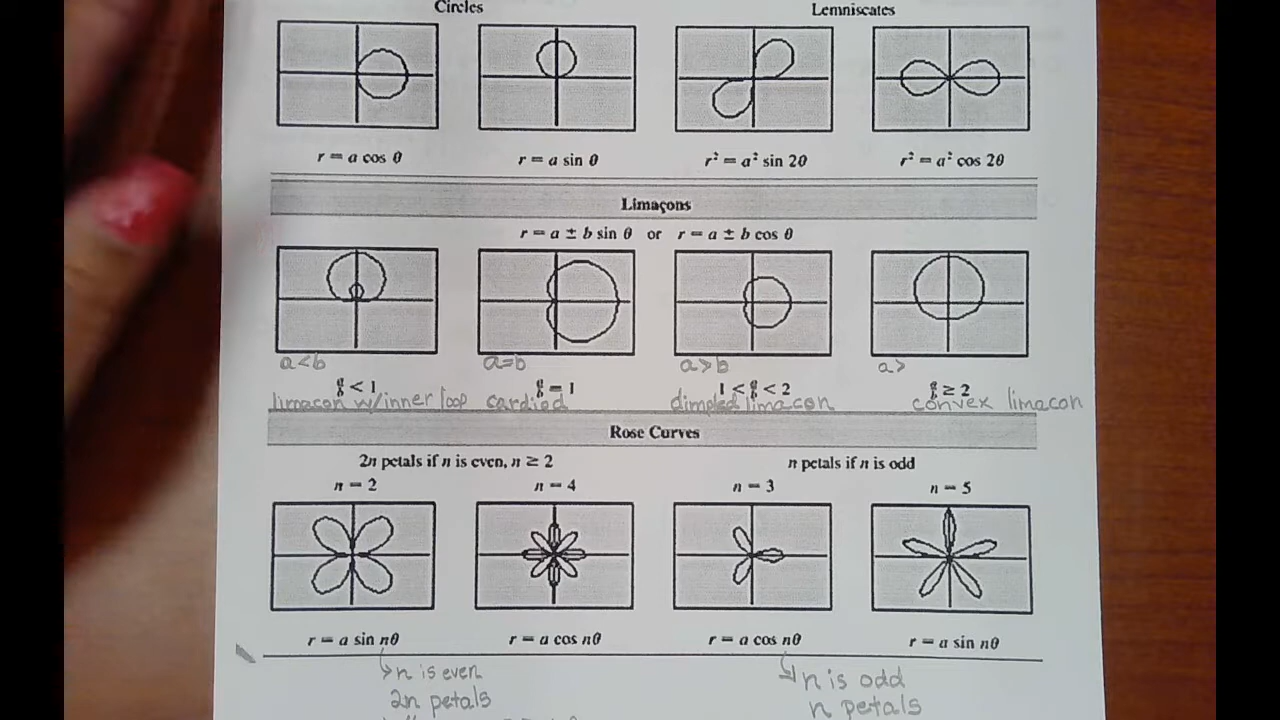 Circles
Lemniscates
r = a cos θ
r = a sin θ
r² = a² sin 2θ
r² = a² cos 2θ
Limaçons
r = a ± b sin θ or r = a ± b cos θ
a < b
a = b
a > b
a >
a/b < 1
a/b = 1
1 < a/b < 2
a/b ≥ 2
limacon w/inner loop
cardiod
dimpled limacon
convex limacon
Rose Curves
2n petals if n is even, n ≥ 2
n petals if n is odd
n = 2
n = 4
n = 3
n = 5
r = a sin nθ
r = a cos nθ
r = a cos nθ
r = a sin nθ
n is even
2n petals
n is odd
n petals